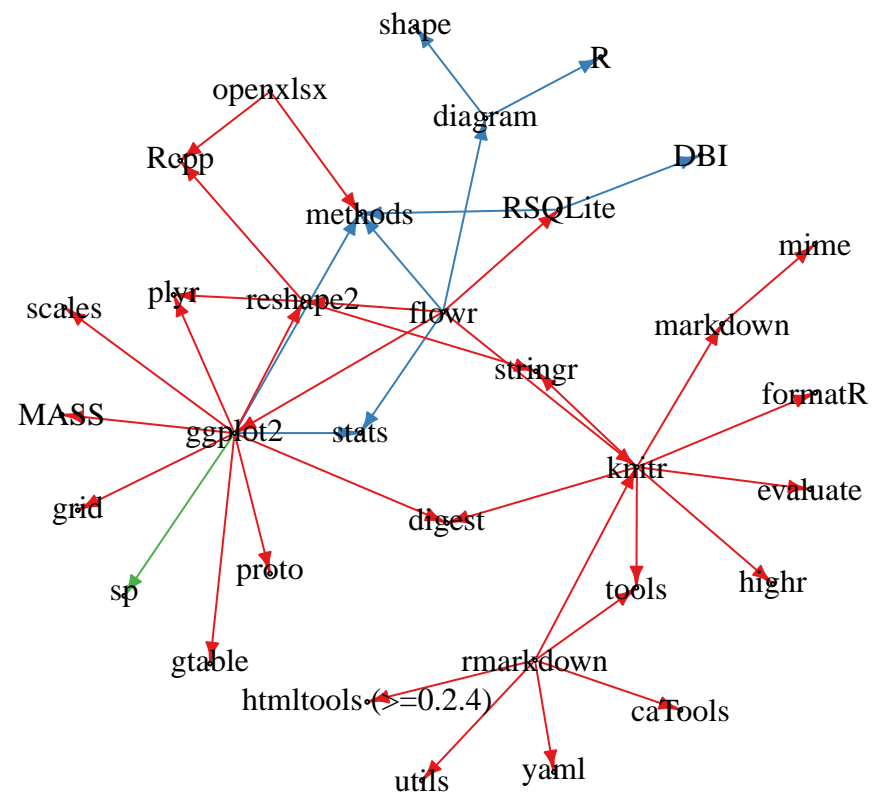 shape
R
openxlsx
diagram
Rcpp
DBI
methods
RSQLite
mime
scales
plyr
reshape2
flowr
markdown
stringr
formatR
MASS
ggplot2
stats
knitr
evaluate
grid
digest
sp
proto
tools
highr
gtable
rmarkdown
htmltools (>=0.2.4)
caTools
utils
yaml